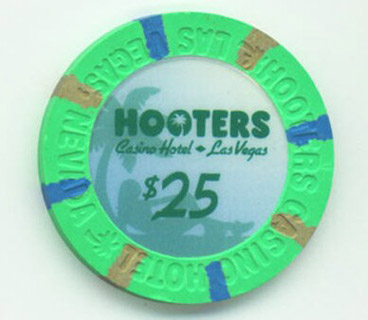 HOOTERS
Casino Hotel Las Vegas
$25
HOOTERS CASINO HOTEL
LAS VEGAS NEVADA